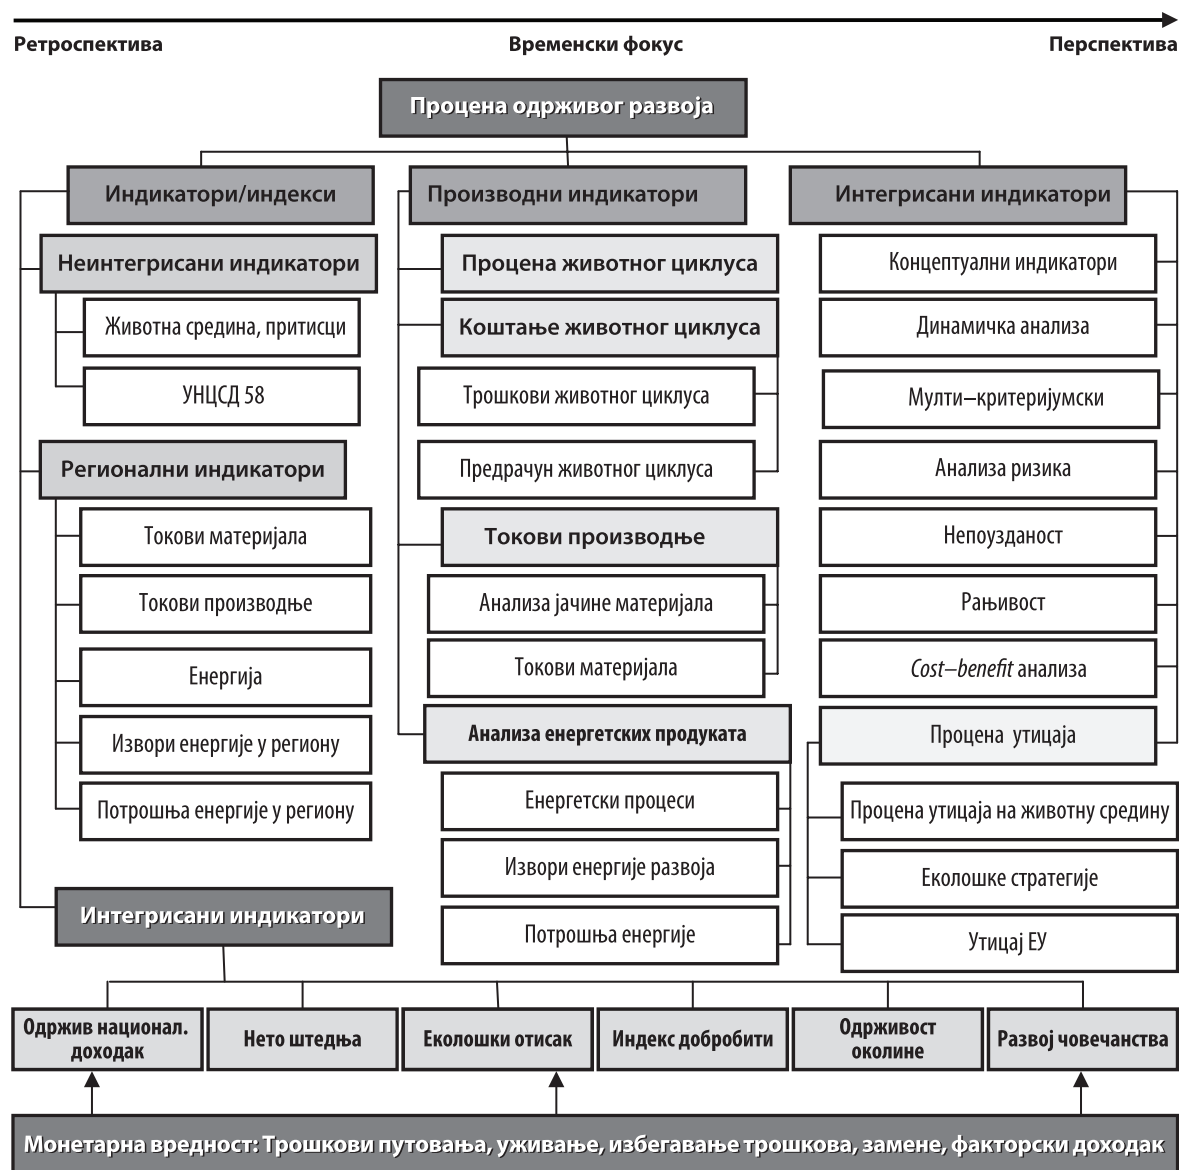 Ретроспектива
Временски фокус
Перспектива
Процена одрживог развоја
Индикатори/индекси
Неинтегрисани индикатори
Животна средина, притисци
УНЦСД 58
Регионални индикатори
Токови материјала
Токови производње
Енергија
Извори енергије у региону
Потрошња енергије у региону
Производни индикатори
Процена животног циклуса
Коштање животног циклуса
Трошкови животног циклуса
Предрачун животног циклуса
Токови производње
Анализа јачине материјала
Токови материјала
Анализа енергетских продуката
Енергетски процеси
Извори енергије развоја
Потрошња енергије
Интегрисани индикатори
Концептуални индикатори
Динамичка анализа
Мулти–критеријумски
Анализа ризика
Непоузданост
Рањивост
Cost–benefit анализа
Процена утицаја
Процена утицаја на животну средину
Еколошке стратегије
Утицај ЕУ
Интегрисани индикатори
Одржив национал.
доходак
Нето штедња
Еколошки отисак
Индекс добробити
Одрживост
околине
Развој човечанства
Монетарна вредност: Трошкови путовања, уживање, избегавање трошкова, замене, факторски доходак